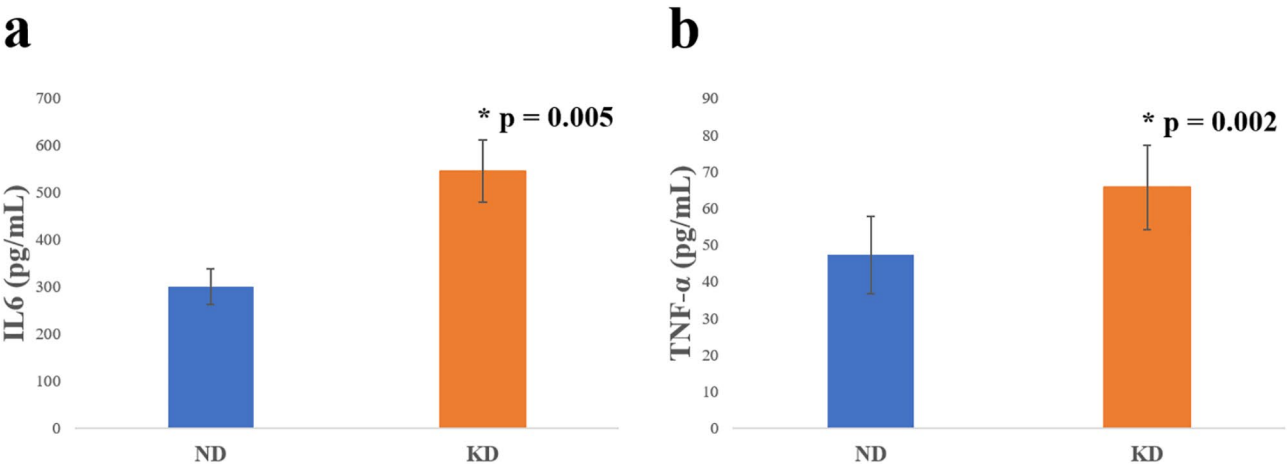 a
700
600
500
400
300
200
100
0
IL6 (pg/mL)
* p = 0.005
ND
KD
b
90
80
70
60
50
40
30
20
10
0
TNF-α (pg/mL)
* p = 0.002
ND
KD